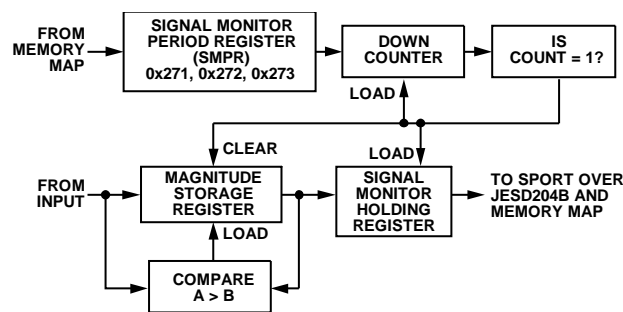 FROM
MEMORY
MAP
SIGNAL MONITOR
PERIOD REGISTER
(SMPR)
0x271, 0x272, 0x273
DOWN
COUNTER
IS
COUNT = 1?
LOAD
CLEAR
LOAD
FROM
INPUT
MAGNITUDE
STORAGE
REGISTER
SIGNAL
MONITOR
HOLDING
REGISTER
TO SPORT OVER
JESD204B AND
MEMORY MAP
LOAD
COMPARE
A > B